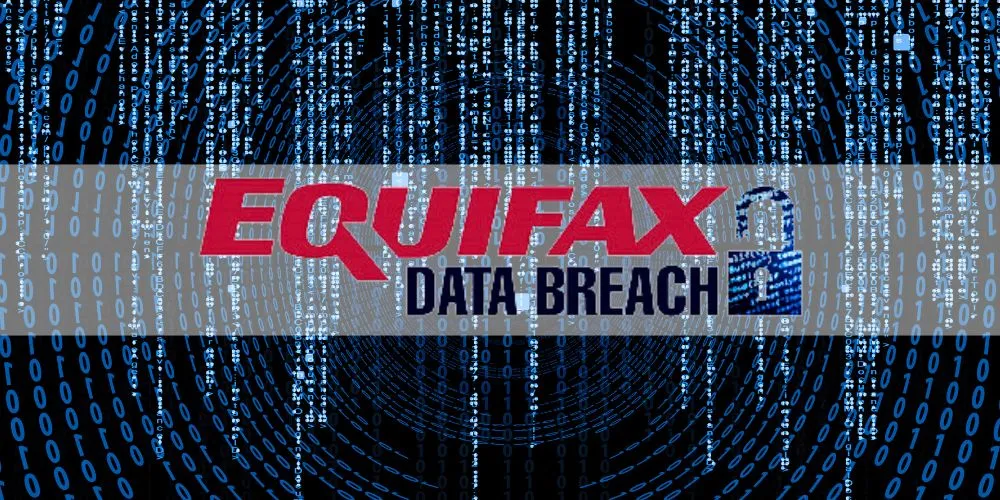 EQUIFAX
DATA BREACH